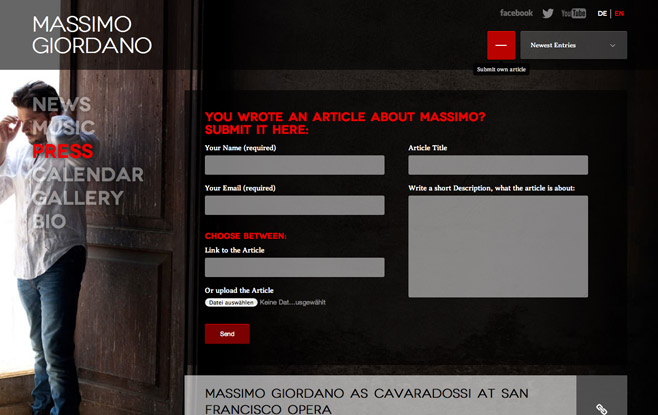 MASSIMO
GIORDANO
facebook
You Tube
DE | EN
Newest Entries
Submit own article
NEWS
MUSIC
PRESS
CALENDAR
GALLERY
BIO
YOU WROTE AN ARTICLE ABOUT MASSIMO?
SUBMIT IT HERE:
Your Name (required)
Article Title
Your Email (required)
Write a short Description, what the article is about:
CHOOSE BETWEEN:
Link to the Article
Or upload the Article
Datei auswählen Keine Dat...usgewählt
Send
MASSIMO GIORDANO AS CAVARADOSSI AT SAN
FRANCISCO OPERA